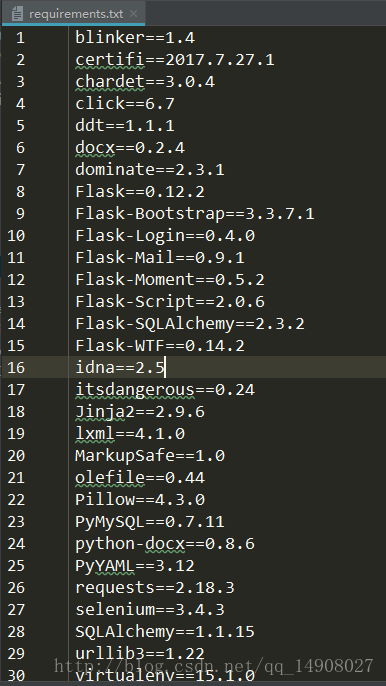 requirements.txt
1 blinker==1.4
2 certifi==2017.7.27.1
3 chardet==3.0.4
4 click==6.7
5 ddt==1.1.1
6 docx==0.2.4
7 dominate==2.3.1
8 Flask==0.12.2
9 Flask-Bootstrap==3.3.7.1
10 Flask-Login==0.4.0
11 Flask-Mail==0.9.1
12 Flask-Moment==0.5.2
13 Flask-Script==2.0.6
14 Flask-SQLAlchemy==2.3.2
15 Flask-WTF==0.14.2
16 idna==2.5
17 itsdangerous==0.24
18 Jinja2==2.9.6
19 lxml==4.1.0
20 MarkupSafe==1.0
21 olefile==0.44
22 Pillow==4.3.0
23 PyMySQL==0.7.11
24 python-docx==0.8.6
25 PyYAML==3.12
26 requests==2.18.3
27 selenium==3.4.3
28 SQLAlchemy==1.1.15
29 urllib3==1.22
http://blog.csdn.net/qq_14908027
30 virtualenv==15.1.0